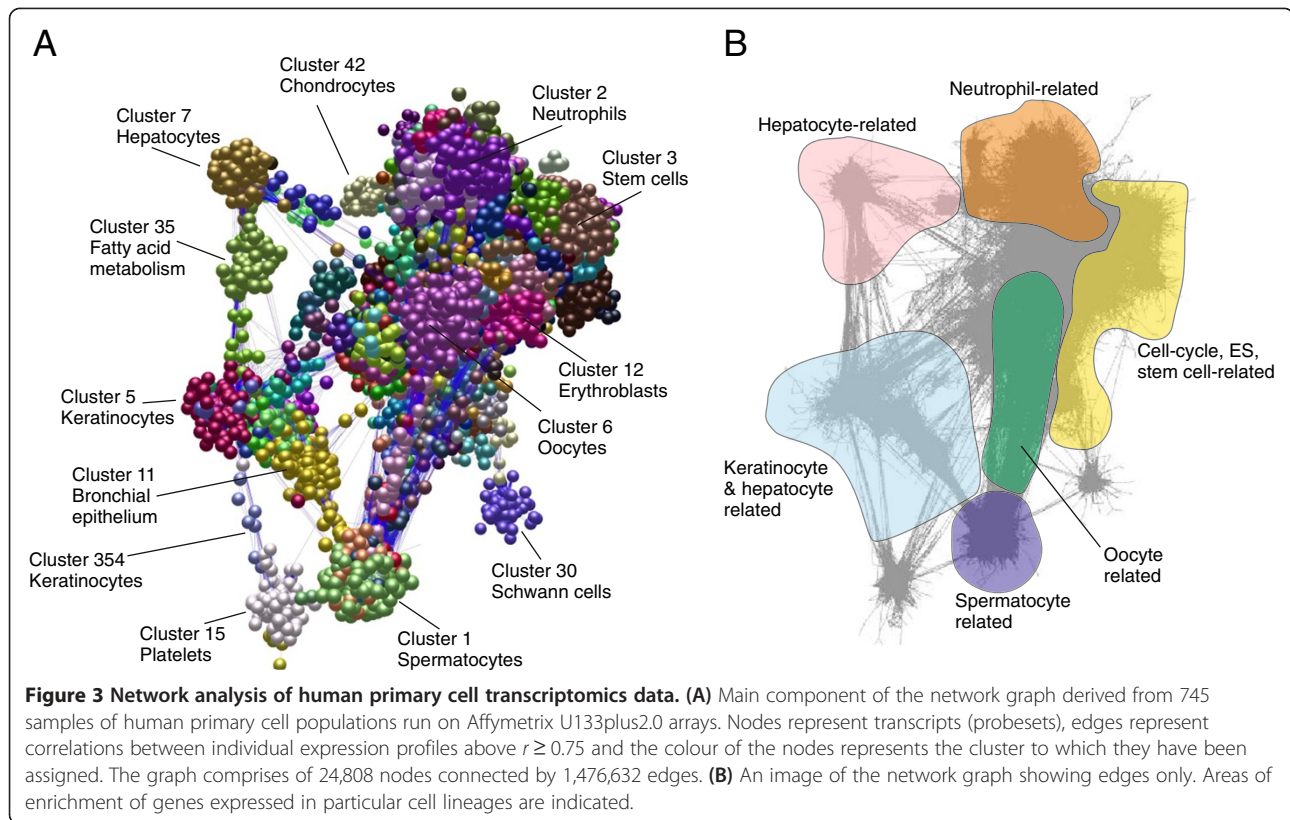 A
B
Cluster 42
Chondrocytes
Cluster 2
Neutrophils
Cluster 7
Hepatocytes
Cluster 3
Stem cells
Cluster 35
Fatty acid
metabolism
Cluster 5
Keratinocytes
Cluster 12
Erythroblasts
Cluster 6
Oocytes
Cluster 11
Bronchial
epithelium
Cluster 354
Keratinocytes
Cluster 30
Schwann cells
Cluster 15
Platelets
Cluster 1
Spermatocytes
Neutrophil-related
Hepatocyte-related
Cell-cycle, ES,
stem cell-related
Keratinocyte
& hepatocyte
related
Oocyte
related
Spermatocyte
related
Figure 3 Network analysis of human primary cell transcriptomics data. (A) Main component of the network graph derived from 745
samples of human primary cell populations run on Affymetrix U133plus2.0 arrays. Nodes represent transcripts (probesets), edges represent
correlations between individual expression profiles above r ≥ 0.75 and the colour of the nodes represents the cluster to which they have been
assigned. The graph comprises of 24,808 nodes connected by 1,476,632 edges. (B) An image of the network graph showing edges only. Areas of
enrichment of genes expressed in particular cell lineages are indicated.